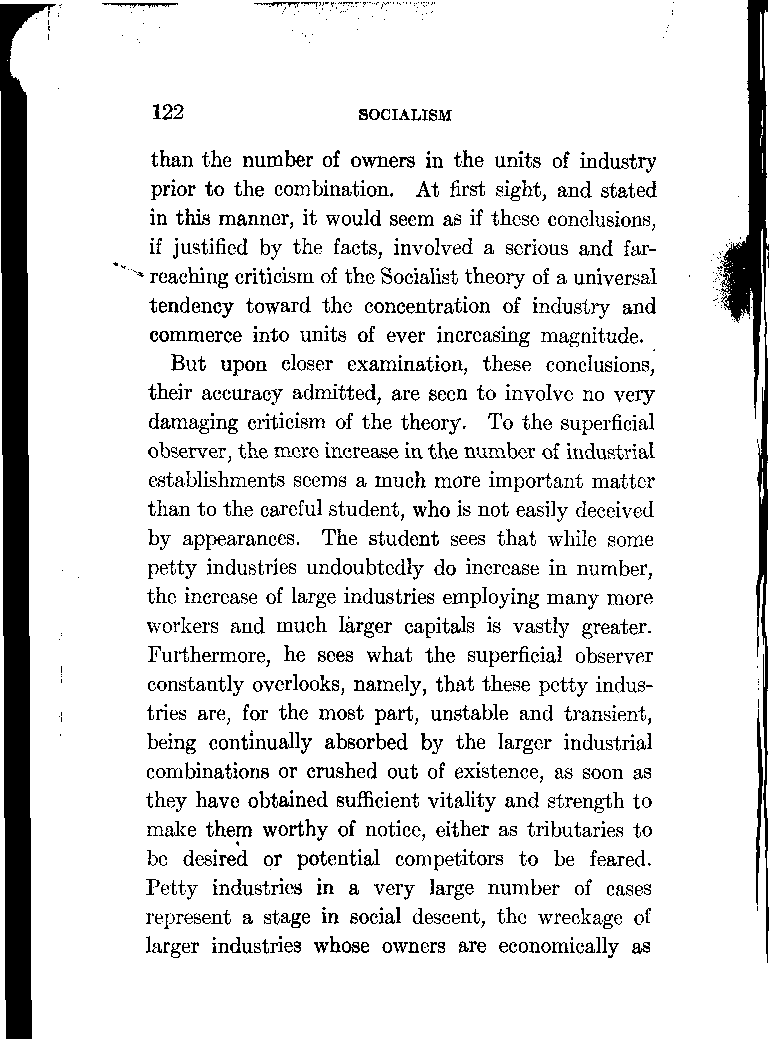 122 SOCIALISM
than the number of owners in the units of industry
prior to the combination. At first sight, and stated
in this manner, it would seem as if these conclusions,
if justified by the facts, involved a serious and far-
reaching criticism of the Socialist theory of a universal
tendency toward the concentration of industry and
commerce into units of ever increasing magnitude.
But upon closer examination, these conclusions,
their accuracy admitted, are seen to involve no very
damaging criticism of the theory. To the superficial
observer, the mere increase in the number of industrial
establishments seems a much more important matter
than to the careful student, who is not easily deceived
by appearances. The student sees that while some
petty industries undoubtedly do increase in number,
the increase of large industries employing many more
workers and much larger capitals is vastly greater.
Furthermore, he sees what the superficial observer
constantly overlooks, namely, that these petty indus-
tries are, for the most part, unstable and transient,
being continually absorbed by the larger industrial
combinations or crushed out of existence, as soon as
they have obtained sufficient vitality and strength to
make them worthy of notice, either as tributaries to
be desired or potential competitors to be feared.
Petty industries in a very large number of cases
represent a stage in social descent, the wreckage of
larger industries whose owners are economically as